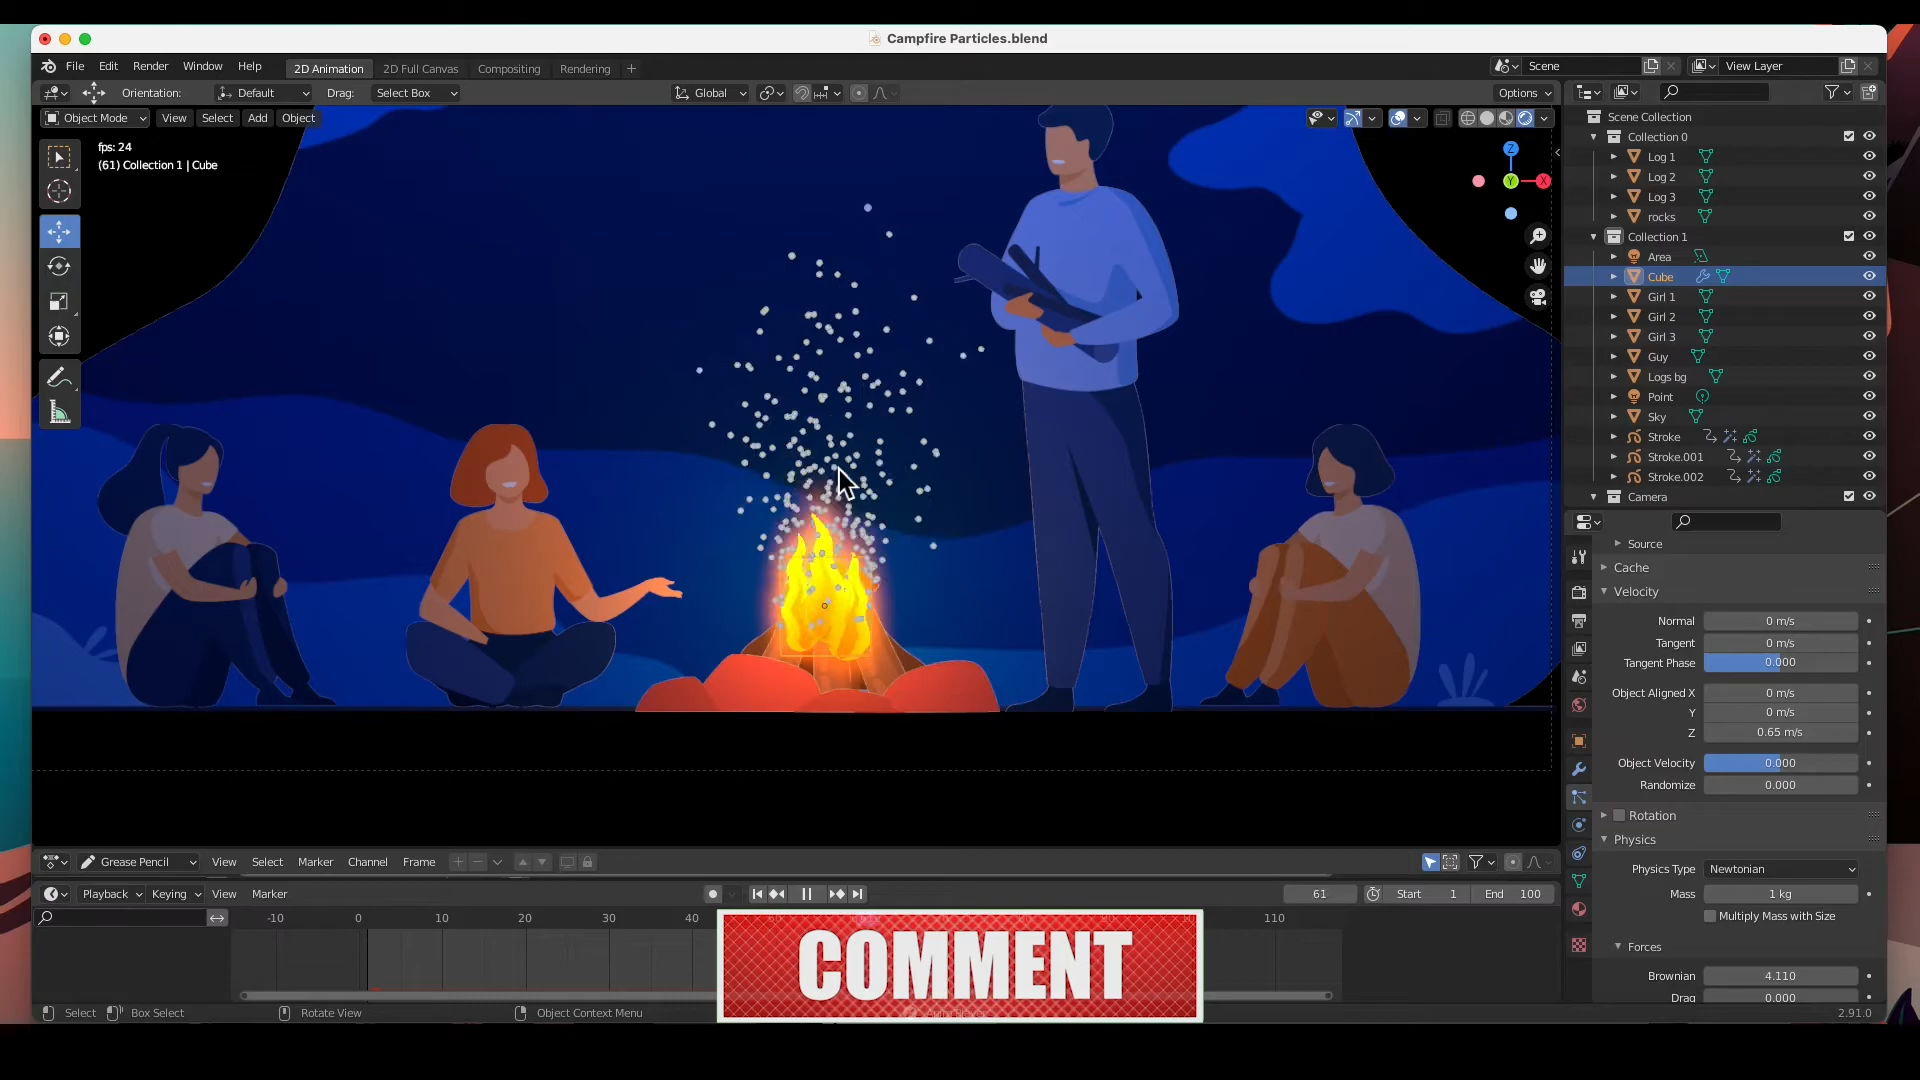 Campfire Particles.blend
File Edit Render Window Help 2D Animation 2D Full Canvas Compositing Rendering + Scene View Layer
Orientation: Default Drag: Select Box Global Options
Object Mode View Select Add Object
fps: 24
(61) Collection 1 | Cube
Z
Y
X
Scene Collection
Collection 0
Log 1
Log 2
Log 3
rocks
Collection 1
Area
Cube
Girl 1
Girl 2
Girl 3
Guy
Logs bg
Point
Sky
Stroke
Stroke.001
Stroke.002
Camera
Source
Cache
Velocity
Normal 0 m/s
Tangent 0 m/s
Tangent Phase 0.000
Object Aligned X 0 m/s
Y 0 m/s
Z 0.65 m/s
Object Velocity 0.000
Randomize 0.000
Rotation
Physics
Physics Type Newtonian
Mass 1 kg
Multiply Mass with Size
Forces
Brownian 4.110
Drag 0.000
Grease Pencil View Select Marker Channel Frame
Playback Keying View Marker 61 Start 1 End 100
-10 0 10 20 30 40 110
COMMENT
Select Box Select Rotate View Object Context Menu 2.91.0